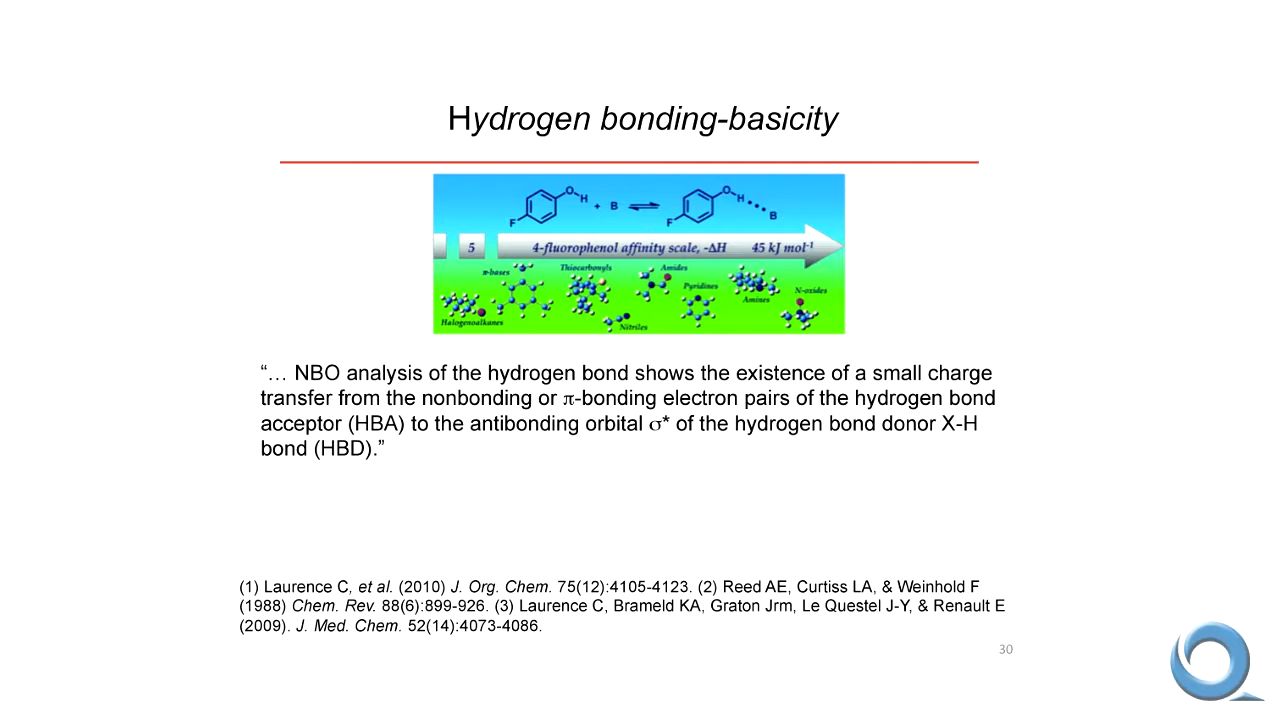 Hydrogen bonding-basicity
O
H
+ B
F
O
H
B
F
5
4-fluorophenol affinity scale, -ΔH 45 kJ mol-1
π-bases
Thiocarbonyls
Amides
Pyridines
Amines
N-oxides
Halogenoalkanes
Nitriles
“… NBO analysis of the hydrogen bond shows the existence of a small charge
transfer from the nonbonding or π-bonding electron pairs of the hydrogen bond
acceptor (HBA) to the antibonding orbital σ* of the hydrogen bond donor X-H
bond (HBD).”
(1) Laurence C, et al. (2010) J. Org. Chem. 75(12):4105-4123. (2) Reed AE, Curtiss LA, & Weinhold F
(1988) Chem. Rev. 88(6):899-926. (3) Laurence C, Brameld KA, Graton Jrm, Le Questel J-Y, & Renault E
(2009). J. Med. Chem. 52(14):4073-4086.
30